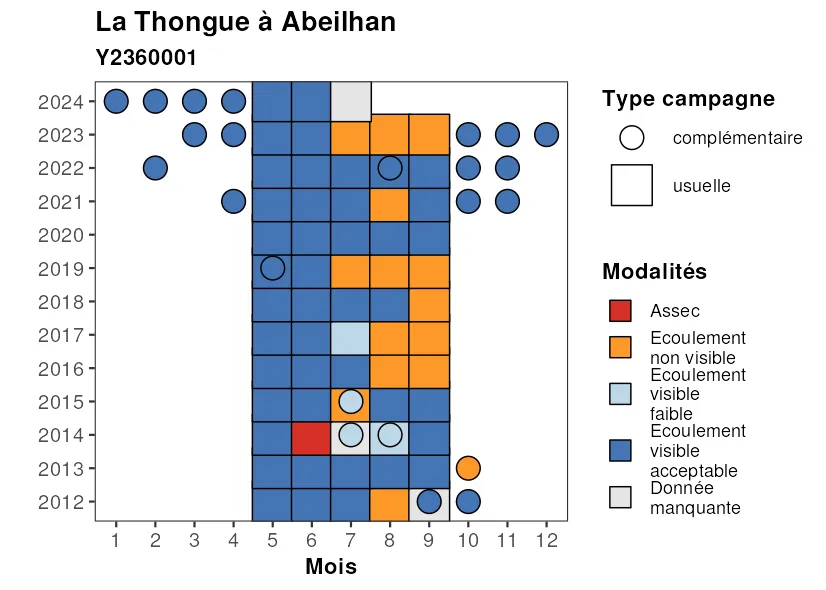 La Thongue à Abeilhan
Y2360001
2024
2023
2022
2021
2020
2019
2018
2017
2016
2015
2014
2013
2012
1 2 3 4 5 6 7 8 9 10 11 12
Mois
Type campagne
complémentaire
usuelle
Modalités
Assec
Ecoulement
non visible
Ecoulement
visible
faible
Ecoulement
visible
acceptable
Donnée
manquante